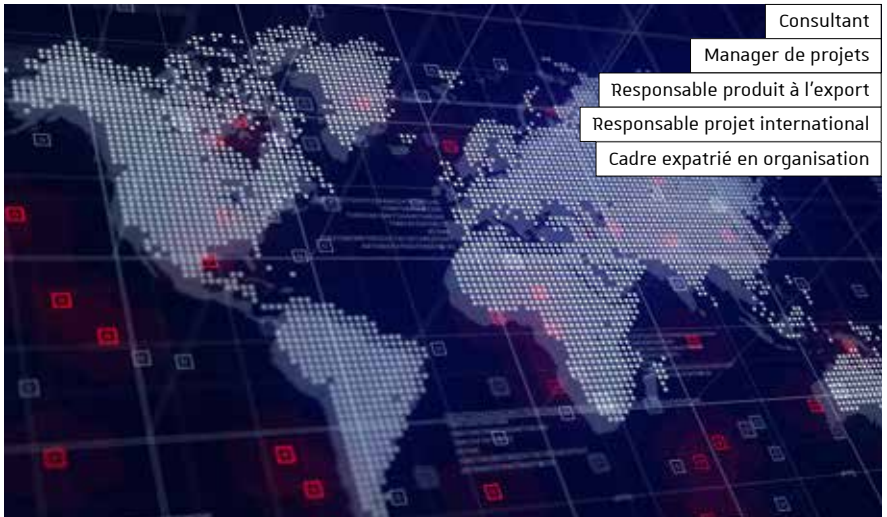 Consultant
Manager de projets
Responsable produit à l'export
Responsable projet international
Cadre expatrié en organisation